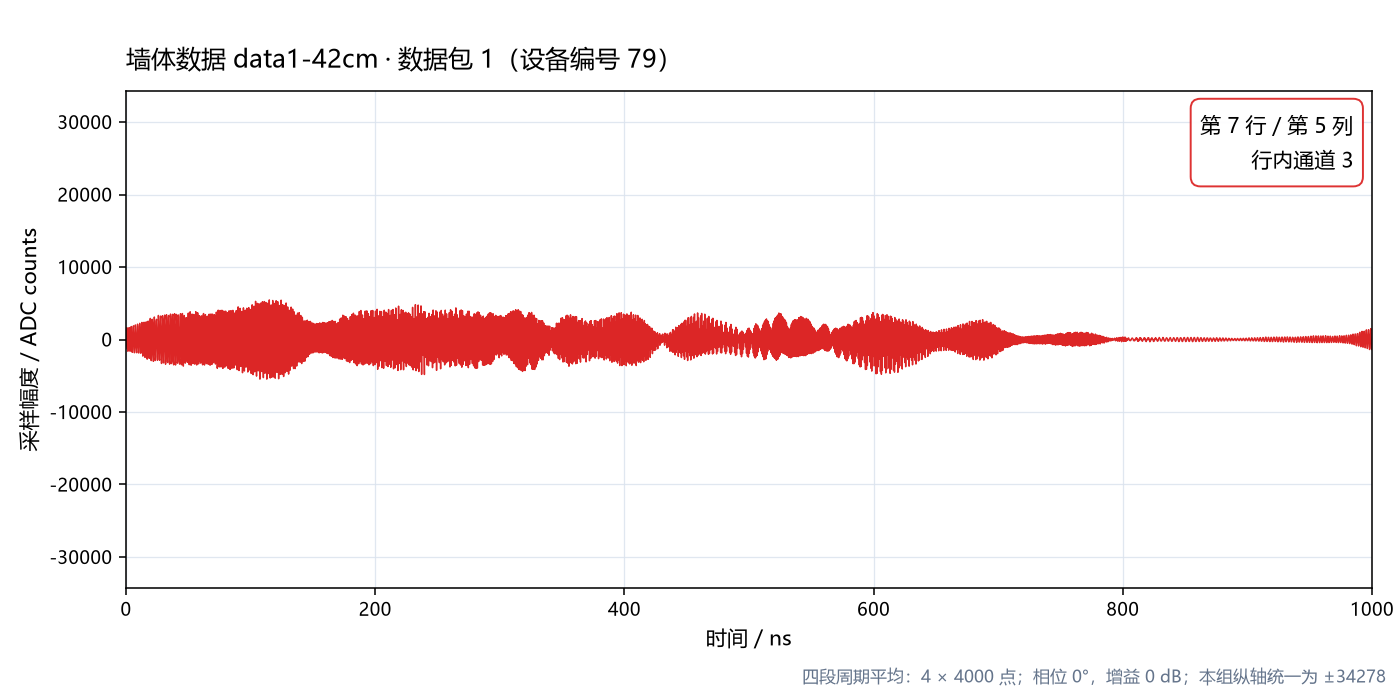 墙体数据 data1-42cm · 数据包 1（设备编号 79）
第 7 行 / 第 5 列
行内通道 3
采样幅度 / ADC counts
30000
20000
10000
0
-10000
-20000
-30000
0
200
400
600
800
1000
时间 / ns
四段周期平均：4 × 4000 点；相位 0°，增益 0 dB；本组纵轴统一为 ±34278